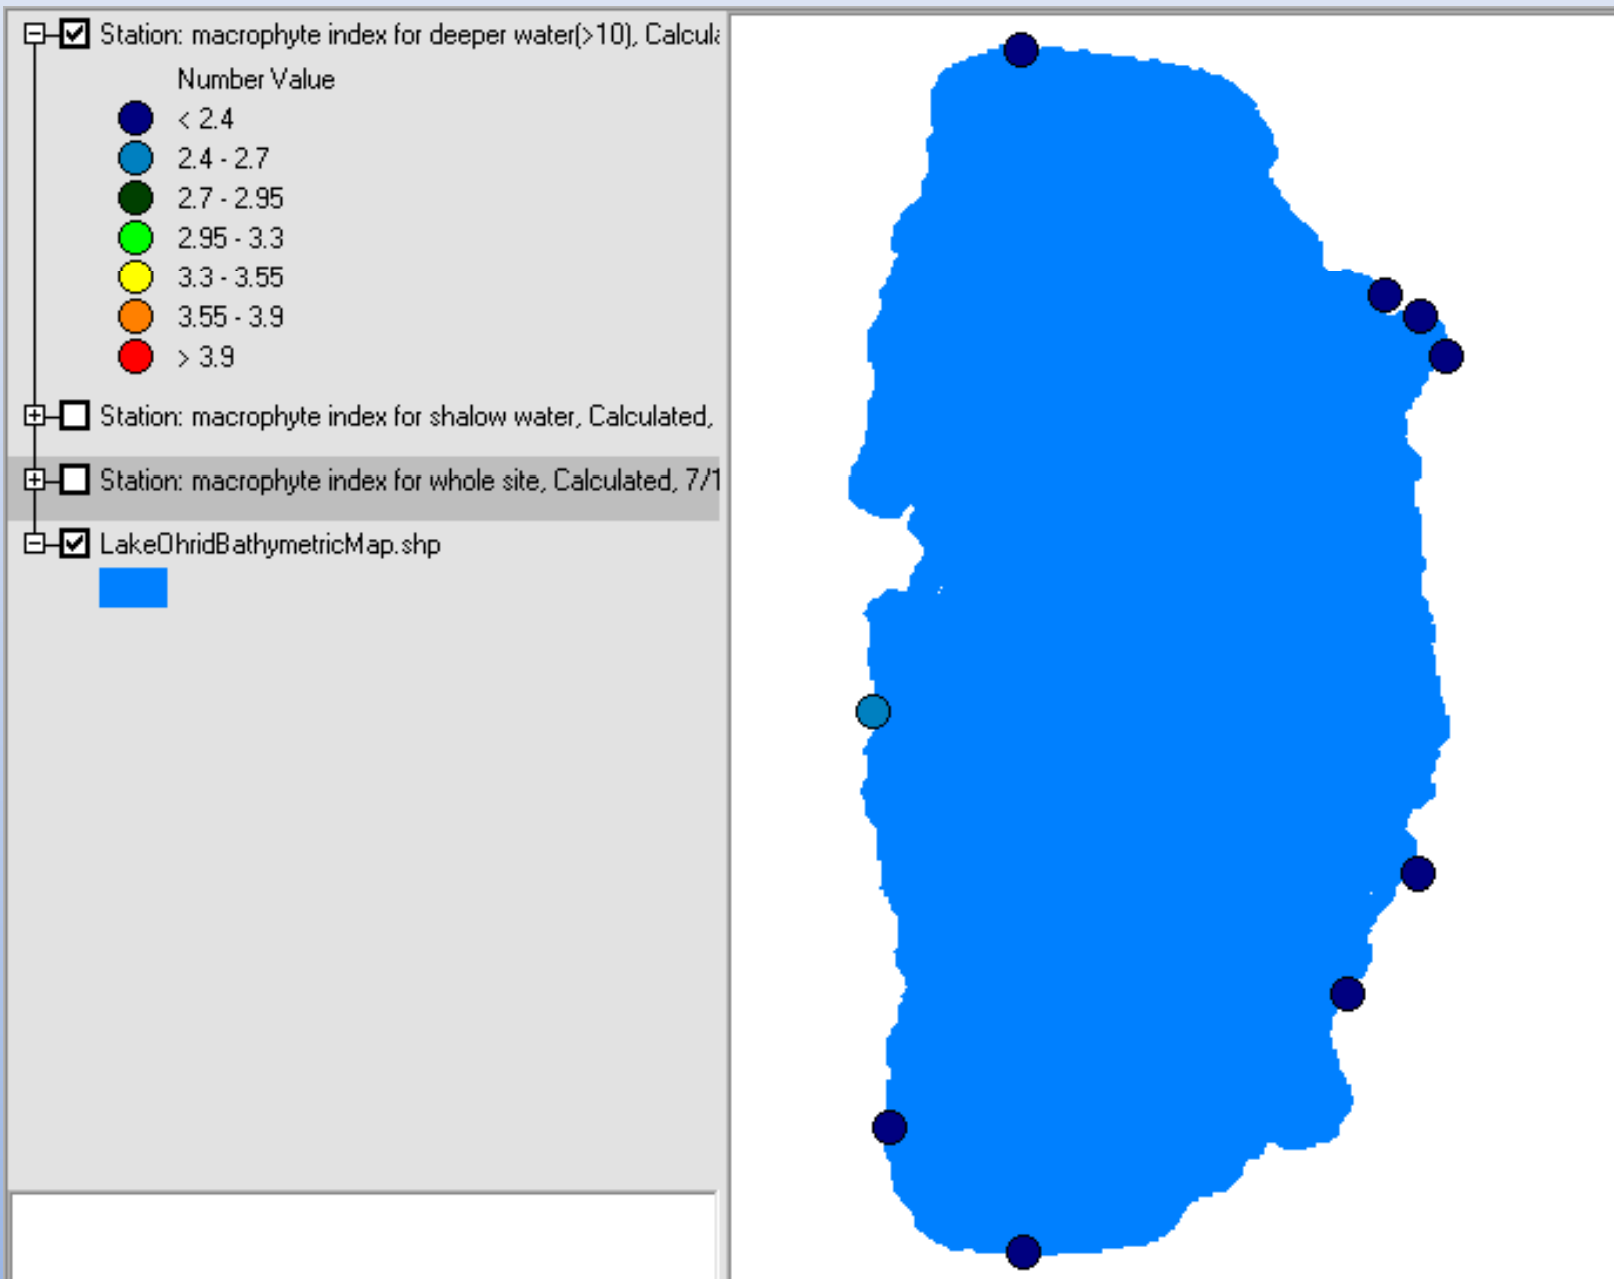 Station: macrophyte index for deeper water(>10), Calcula
Number Value
< 2.4
2.4 - 2.7
2.7 - 2.95
2.95 - 3.3
3.3 - 3.55
3.55 - 3.9
> 3.9
Station: macrophyte index for shalow water, Calculated,
Station: macrophyte index for whole site, Calculated, 7/1
LakeOhridBathymetricMap.shp